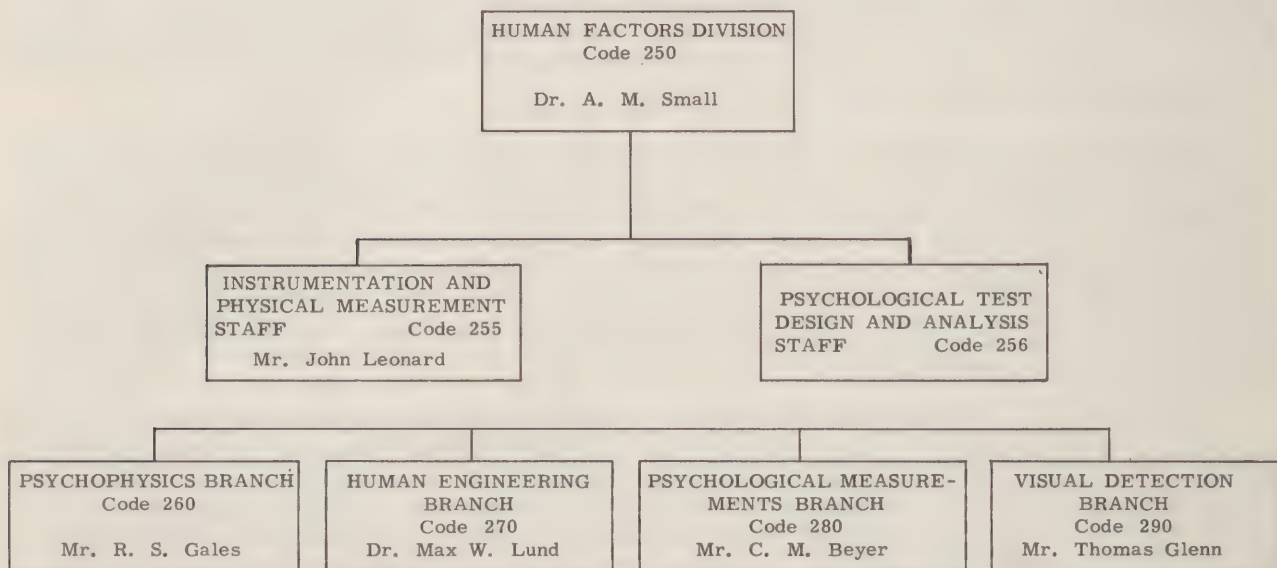 HUMAN FACTORS DIVISION
Code 250
Dr. A. M. Small
INSTRUMENTATION AND
PHYSICAL MEASUREMENT
STAFF Code 255
Mr. John Leonard
PSYCHOLOGICAL TEST
DESIGN AND ANALYSIS
STAFF Code 256
PSYCHOPHYSICS BRANCH
Code 260
Mr. R. S. Gales
HUMAN ENGINEERING
BRANCH
Code 270
Dr. Max W. Lund
PSYCHOLOGICAL MEASURE-
MENTS BRANCH
Code 280
Mr. C. M. Beyer
VISUAL DETECTION
BRANCH
Code 290
Mr. Thomas Glenn